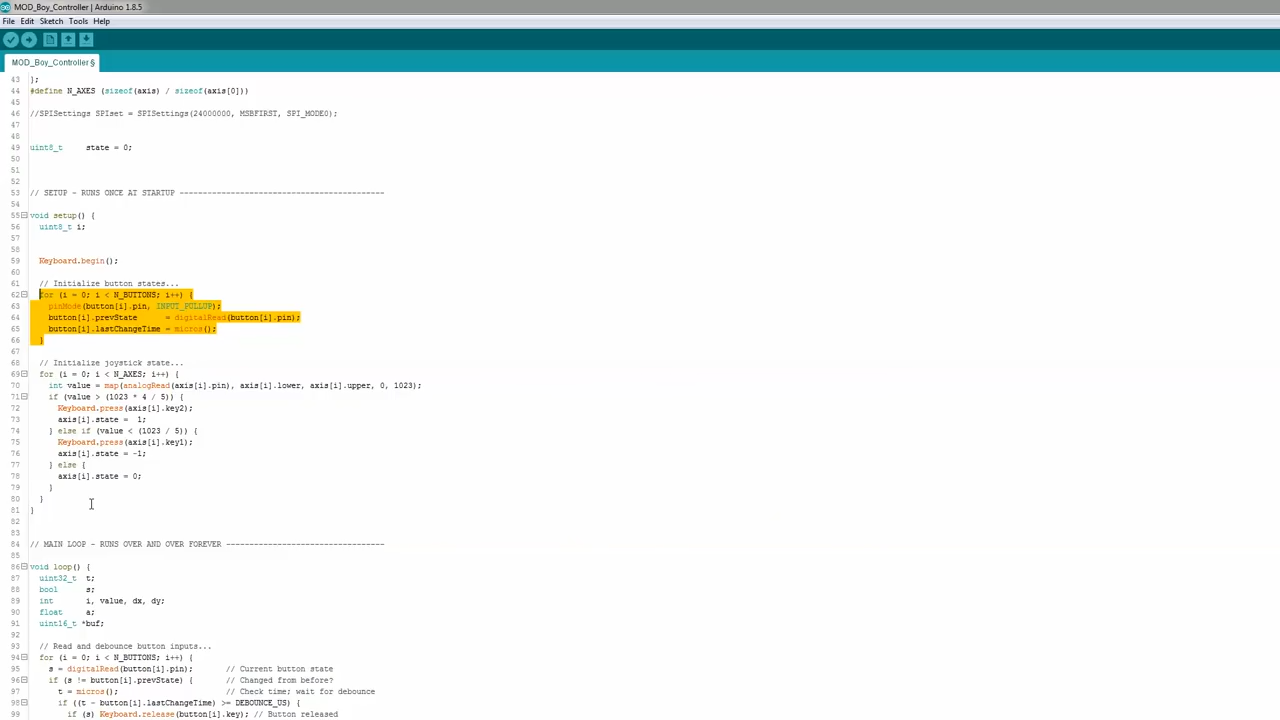 MOD_Boy_Controller | Arduino 1.8.5
File Edit Sketch Tools Help
MOD_Boy_Controller §
43 };
44 #define N_AXES (sizeof(axis) / sizeof(axis[0]))
45
46 //SPISettings SPIset = SPISettings(24000000, MSBFIRST, SPI_MODE0);
47
48
49 uint8_t state = 0;
50
51
52
53 // SETUP - RUNS ONCE AT STARTUP --------------------------------------------
54
55 void setup() {
56 uint8_t i;
57
58
59 Keyboard.begin();
60
61 // Initialize button states...
62 for (i = 0; i < N_BUTTONS; i++) {
63 pinMode(button[i].pin, INPUT_PULLUP);
64 button[i].prevState = digitalRead(button[i].pin);
65 button[i].lastChangeTime = micros();
66 }
67
68 // Initialize joystick state...
69 for (i = 0; i < N_AXES; i++) {
70 int value = map(analogRead(axis[i].pin), axis[i].lower, axis[i].upper, 0, 1023);
71 if (value > (1023 * 4 / 5)) {
72 Keyboard.press(axis[i].key2);
73 axis[i].state = 1;
74 } else if (value < (1023 / 5)) {
75 Keyboard.press(axis[i].key1);
76 axis[i].state = -1;
77 } else {
78 axis[i].state = 0;
79 }
80 }
81 }
82
83
84 // MAIN LOOP - RUNS OVER AND OVER FOREVER ----------------------------------
85
86 void loop() {
87 uint32_t t;
88 bool s;
89 int i, value, dx, dy;
90 float a;
91 uint16_t *buf;
92
93 // Read and debounce button inputs...
94 for (i = 0; i < N_BUTTONS; i++) {
95 s = digitalRead(button[i].pin); // Current button state
96 if (s != button[i].prevState) { // Changed from before?
97 t = micros(); // Check time; wait for debounce
98 if ((t - button[i].lastChangeTime) >= DEBOUNCE_US) {
99 if (s) Keyboard.release(button[i].key); // Button released